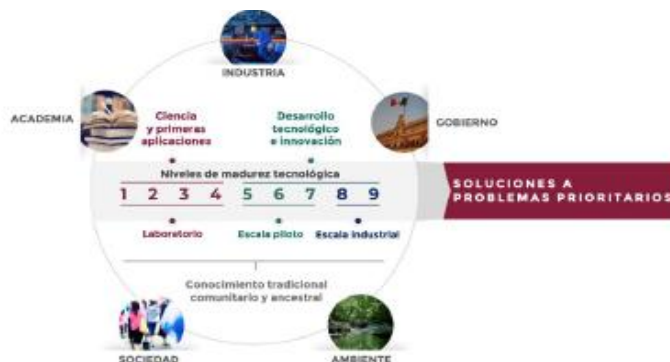 INDUSTRIA
ACADEMIA
Ciencia
y primeras
aplicaciones
Desarrollo
tecnológico
e innovación
GOBIERNO
Niveles de madurez tecnológica
1 2 3 4 5 6 7 8 9
SOLUCIONES A
PROBLEMAS PRIORITARIOS
Laboratorio Escala piloto Escala industrial
Conocimiento tradicional
comunitario y ancestral
SOCIEDAD
AMBIENTE